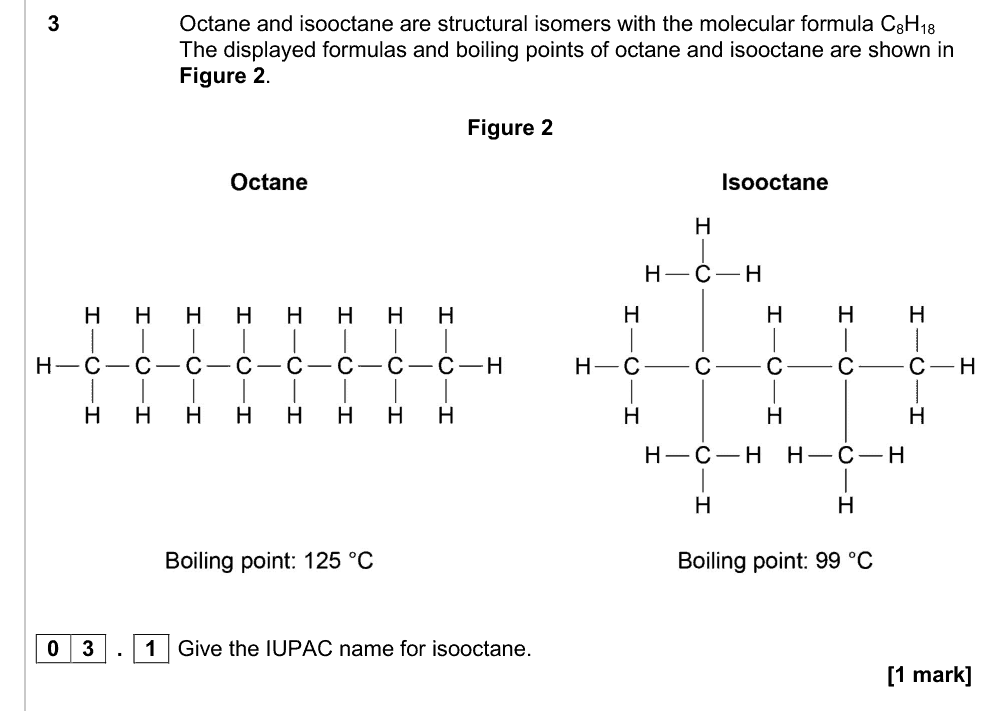 3 Octane and isooctane are structural isomers with the molecular formula C₈H₁₈
The displayed formulas and boiling points of octane and isooctane are shown in
Figure 2.
Figure 2
Octane Isooctane
H
H—C—H
H H H H H H H H H H H H
H—C—C—C—C—C—C—C—C—H H—C—C—C—C—C—H
H H H H H H H H H H H
H—C—H H—C—H
H H
Boiling point: 125 °C Boiling point: 99 °C
0 3 . 1 Give the IUPAC name for isooctane.
[1 mark]